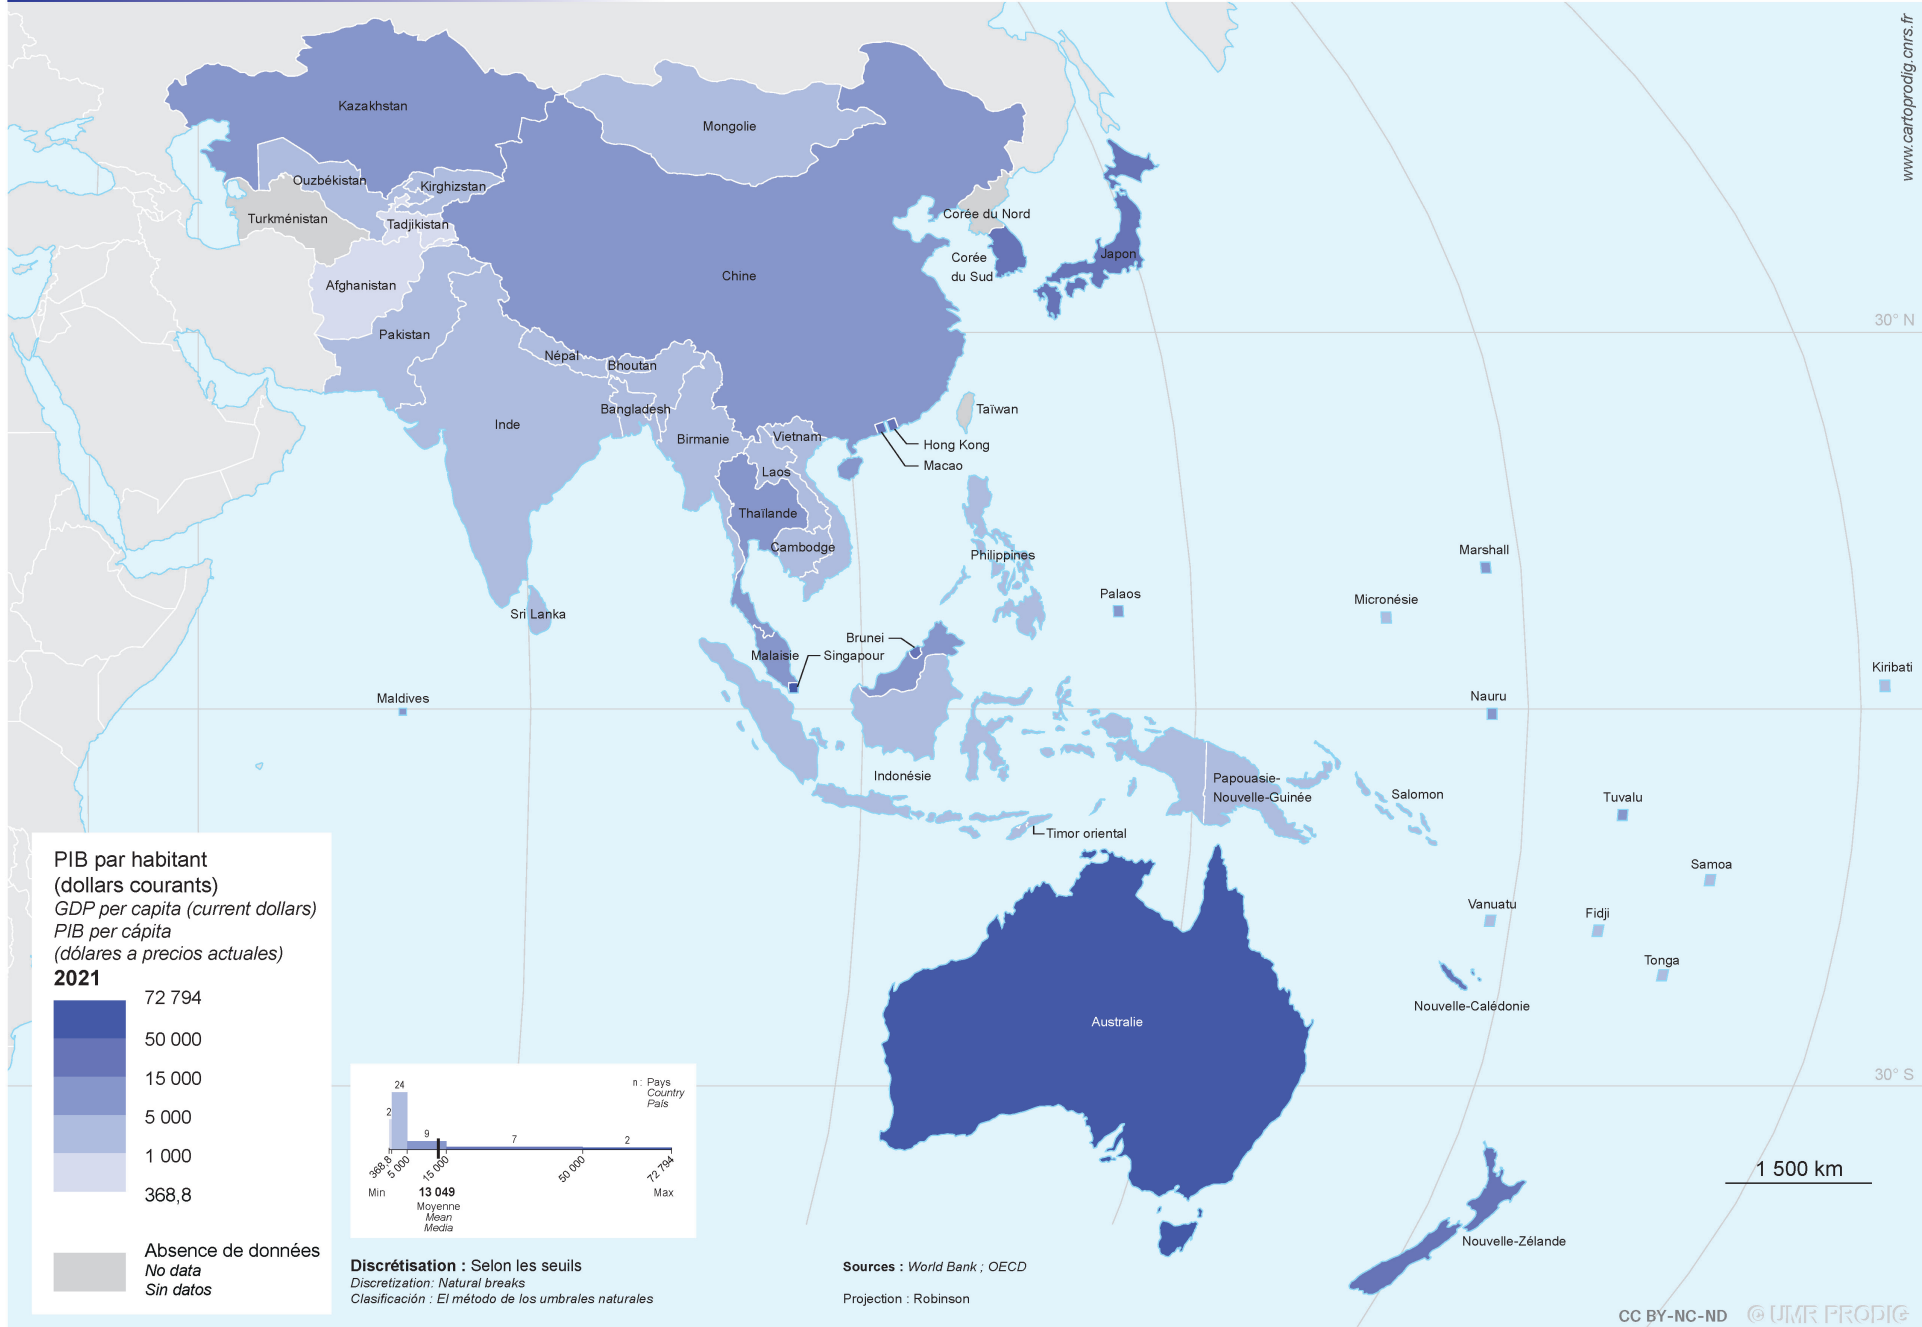 www.cartoprodig.cnrs.fr
Kazakhstan
Mongolie
Ouzbékistan
Kirghizstan
Turkménistan
Tadjikistan
Corée du Nord
Corée
du Sud
Japon
Chine
Afghanistan
Pakistan
30° N
Népal
Bhoutan
Bangladesh
Taïwan
Inde
Birmanie
Vietnam
Hong Kong
Macao
Laos
Thaïlande
Cambodge
Philippines
Marshall
Palaos
Micronésie
Sri Lanka
Brunei
Malaisie
Singapour
Kiribati
Maldives
Nauru
Indonésie
Papouasie-
Nouvelle-Guinée
Salomon
Tuvalu
Timor oriental
Samoa
Vanuatu
Fidji
Tonga
Nouvelle-Calédonie
Australie
30° S
Nouvelle-Zélande
1 500 km
PIB par habitant
(dollars courants)
GDP per capita (current dollars)
PIB per cápita
(dólares a precios actuales)
2021
72 794
50 000
15 000
5 000
1 000
368,8
Absence de données
No data
Sin datos
n : Pays
Country
País
24
2
9
7
2
368,8
5 000
15 000
50 000
72 794
Min
13 049
Max
Moyenne
Mean
Media
Discrétisation : Selon les seuils
Discretization: Natural breaks
Clasificación : El método de los umbrales naturales
Sources : World Bank ; OECD
Projection : Robinson
CC BY-NC-ND
© UMR PRODIG